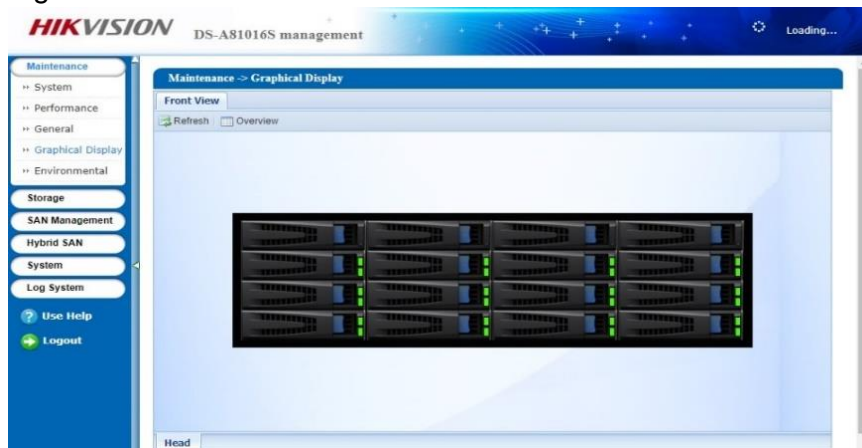 HIKVISION DS-A81016S management Loading...
Maintenance
System
Performance
General
Graphical Display
Environmental
Storage
SAN Management
Hybrid SAN
System
Log System
Use Help
Logout
Maintenance -> Graphical Display
Front View
Refresh Overview
Head